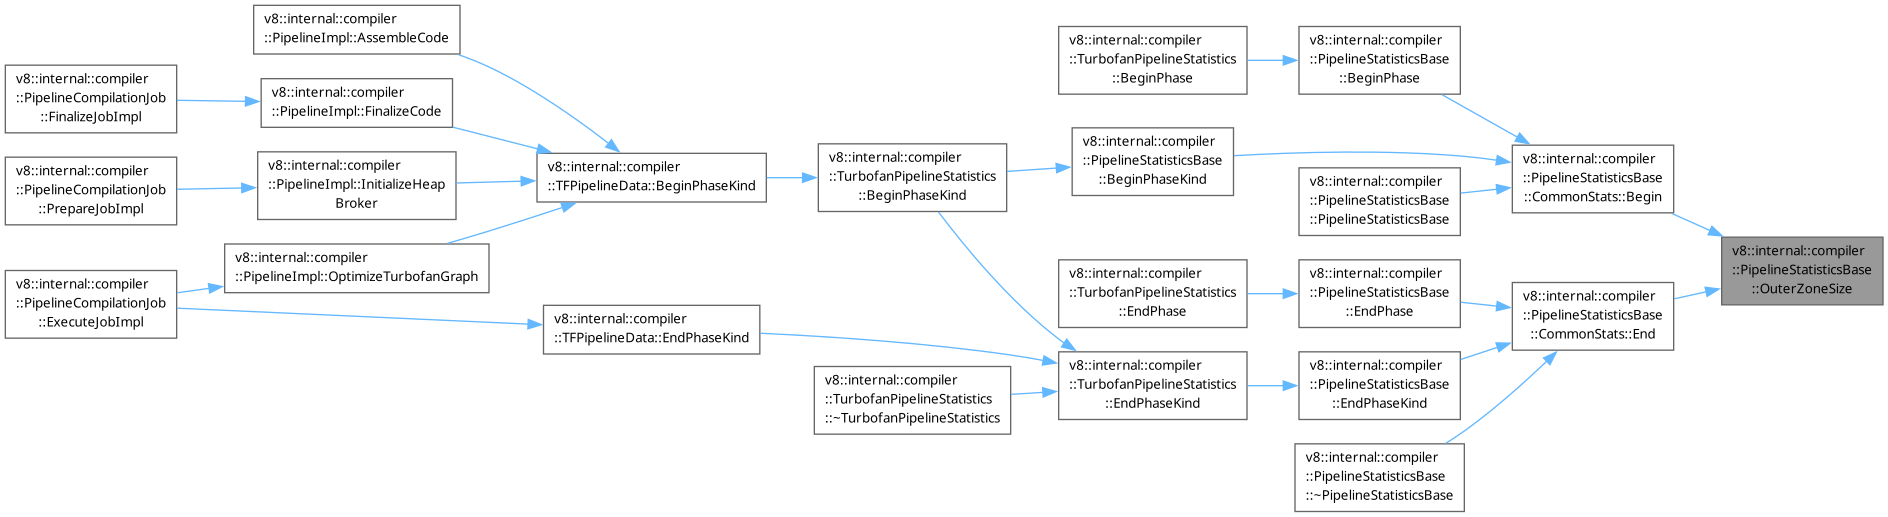 v8::internal::compiler
::PipelineImpl::AssembleCode
v8::internal::compiler
::PipelineCompilationJob
::FinalizeJobImpl
v8::internal::compiler
::PipelineImpl::FinalizeCode
v8::internal::compiler
::PipelineCompilationJob
::PrepareJobImpl
v8::internal::compiler
::PipelineImpl::InitializeHeap
Broker
v8::internal::compiler
::PipelineImpl::OptimizeTurbofanGraph
v8::internal::compiler
::PipelineCompilationJob
::ExecuteJobImpl
v8::internal::compiler
::TFPipelineData::BeginPhaseKind
v8::internal::compiler
::TFPipelineData::EndPhaseKind
v8::internal::compiler
::TurbofanPipelineStatistics
::BeginPhaseKind
v8::internal::compiler
::TurbofanPipelineStatistics
::~TurbofanPipelineStatistics
v8::internal::compiler
::TurbofanPipelineStatistics
::BeginPhase
v8::internal::compiler
::PipelineStatisticsBase
::BeginPhaseKind
v8::internal::compiler
::TurbofanPipelineStatistics
::EndPhase
v8::internal::compiler
::TurbofanPipelineStatistics
::EndPhaseKind
v8::internal::compiler
::PipelineStatisticsBase
::BeginPhase
v8::internal::compiler
::PipelineStatisticsBase
::PipelineStatisticsBase
v8::internal::compiler
::PipelineStatisticsBase
::EndPhase
v8::internal::compiler
::PipelineStatisticsBase
::EndPhaseKind
v8::internal::compiler
::PipelineStatisticsBase
::~PipelineStatisticsBase
v8::internal::compiler
::PipelineStatisticsBase
::CommonStats::Begin
v8::internal::compiler
::PipelineStatisticsBase
::CommonStats::End
v8::internal::compiler
::PipelineStatisticsBase
::OuterZoneSize